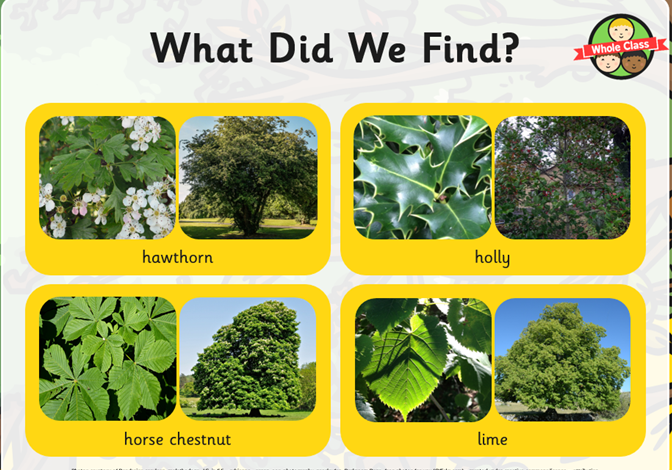 What Did We Find?
Whole Class
hawthorn
holly
horse chestnut
lime